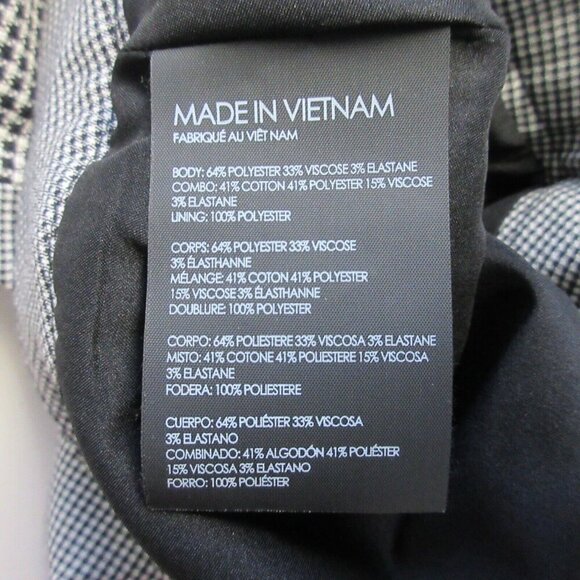 MADE IN VIETNAM
FABRIQUÉ AU VIÊT NAM
BODY: 64% POLYESTER 33% VISCOSE 3% ELASTANE
COMBO: 41% COTTON 41% POLYESTER 15% VISCOSE
3% ELASTANE
LINING: 100% POLYESTER
CORPS: 64% POLYESTER 33% VISCOSE
3% ÉLASTHANNE
MÉLANGE: 41% COTON 41% POLYESTER
15% VISCOSE 3% ÉLASTHANNE
DOUBLURE: 100% POLYESTER
CORPO: 64% POLIESTERE 33% VISCOSA 3% ELASTANE
MISTO: 41% COTONE 41% POLIESTERE 15% VISCOSA
3% ELASTANE
FODERA: 100% POLIESTERE
CUERPO: 64% POLIÉSTER 33% VISCOSA
3% ELASTANO
COMBINADO: 41% ALGODÓN 41% POLIÉSTER
15% VISCOSA 3% ELASTANO
FORRO: 100% POLIÉSTER